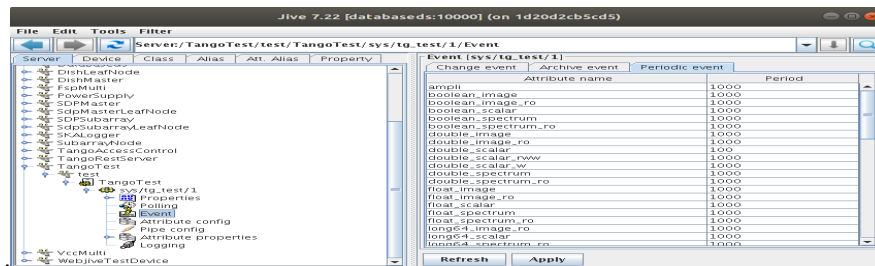 Jive 7.22 [databaseds:10000] (on 1d20d2cb5cd5)
File Edit Tools Filter
Server:/TangoTest/test/TangoTest/sys/tg_test/1/Event
Server Device Class Alias Att. Alias Property
DishLeafNode
DishMaster
FspMulti
PowerSupply
SDPMaster
SdpMasterLeafNode
SDPSubarray
SdpSubarrayLeafNode
SKALogger
SubarrayNode
TangoAccessControl
TangoRestServer
TangoTest
test
TangoTest
sys/tg_test/1
Properties
Polling
Event
Attribute config
Pipe config
Attribute properties
Logging
VccMulti
WebjiveTestDevice
Event [sys/tg_test/1]
Change event Archive event Periodic event
Attribute name Period
ampli 1000
boolean_image 1000
boolean_image_ro 1000
boolean_scalar 1000
boolean_spectrum 1000
boolean_spectrum_ro 1000
double_image 1000
double_image_ro 1000
double_scalar 100
double_scalar_rww 1000
double_scalar_w 1000
double_spectrum 1000
double_spectrum_ro 1000
float_image 1000
float_image_ro 1000
float_scalar 1000
float_spectrum 1000
float_spectrum_ro 1000
long64_image_ro 1000
long64_scalar 1000
long64_spectrum_ro 1000
Refresh Apply